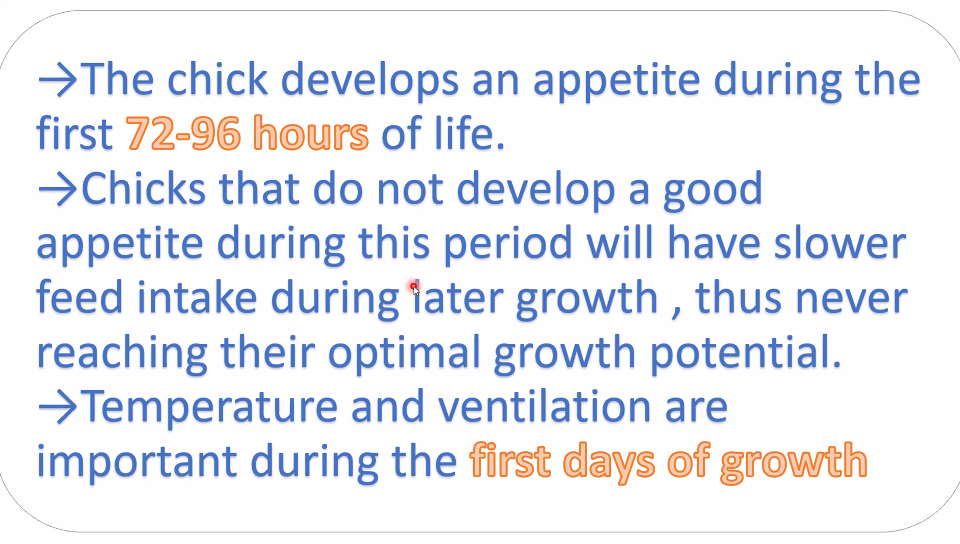 →The chick develops an appetite during the
first 72-96 hours of life.
→Chicks that do not develop a good
appetite during this period will have slower
feed intake during later growth , thus never
reaching their optimal growth potential.
→Temperature and ventilation are
important during the first days of growth